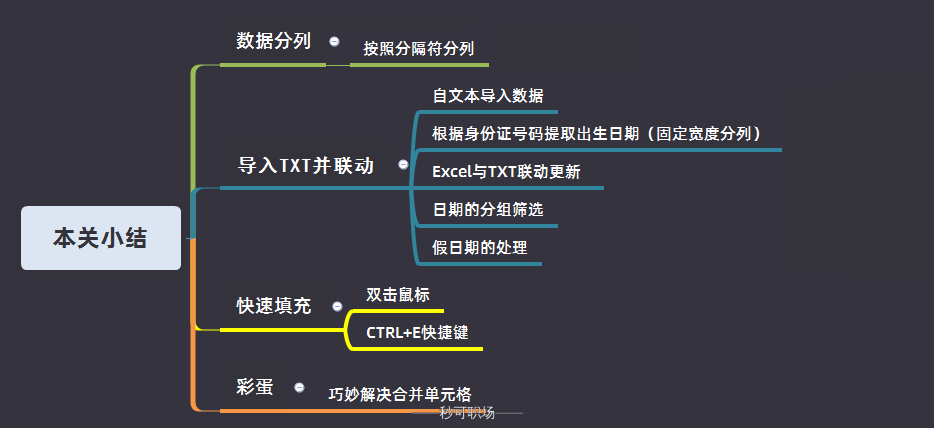 数据分列
按照分隔符分列
自文本导入数据
根据身份证号码提取出生日期（固定宽度分列）
导入TXT并联动
Excel与TXT联动更新
日期的分组筛选
本关小结
假日期的处理
快速填充
双击鼠标
CTRL+E快捷键
彩蛋
巧妙解决合并单元格
秒可职场